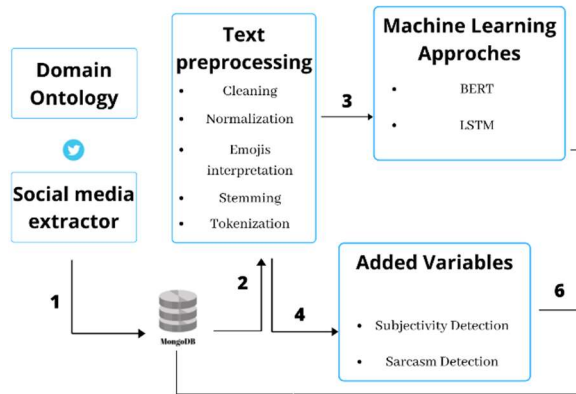 Domain
Ontology
Social media
extractor
1
MongoDB
2
Text
preprocessing
• Cleaning
• Normalization
• Emojis
interpretation
• Stemming
• Tokenization
3
4
Machine Learning
Approches
• BERT
• LSTM
Added Variables
• Subjectivity Detection
• Sarcasm Detection
6